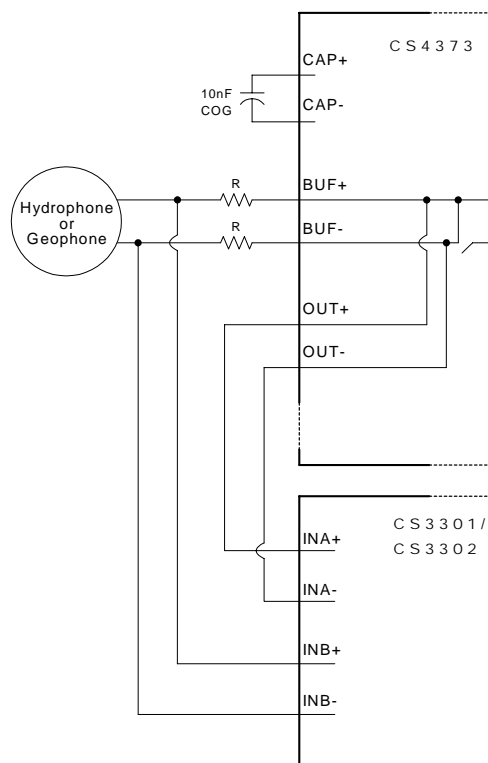 CS4373
CAP+
10nF
COG
CAP-
R
BUF+
Hydrophone
or
Geophone
R
BUF-
OUT+
OUT-
CS3301/
CS3302
INA+
INA-
INB+
INB-